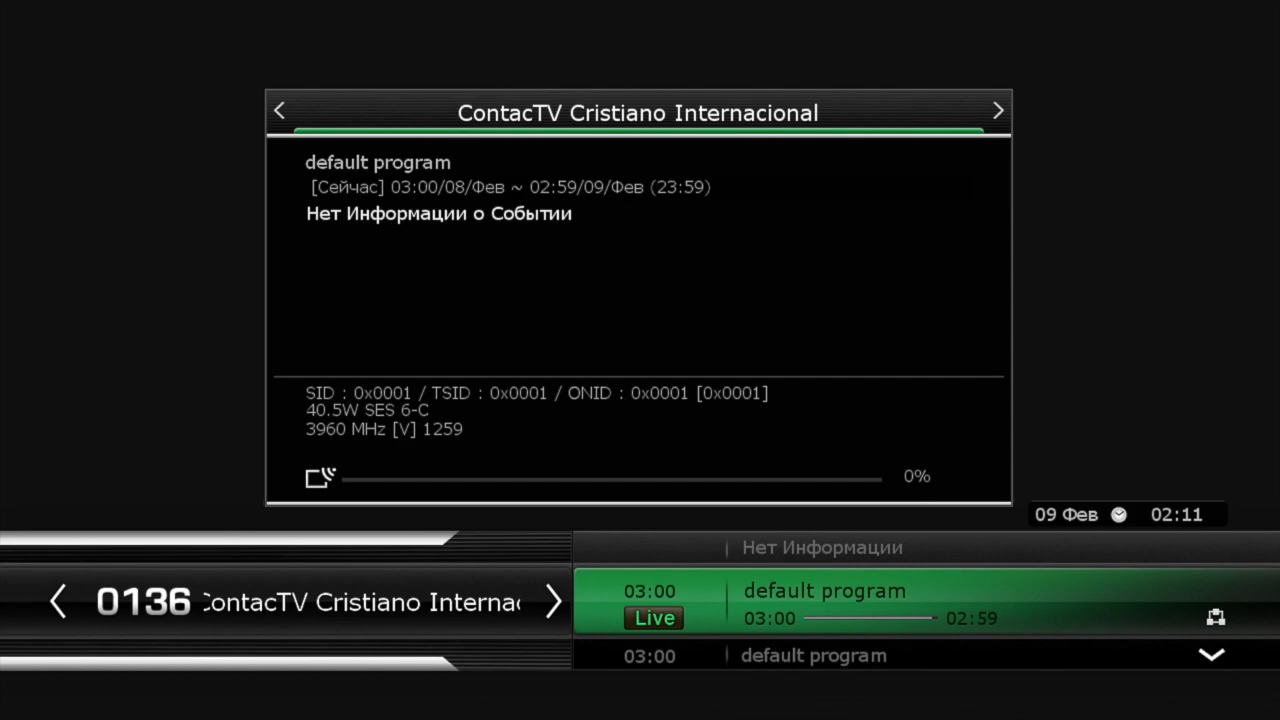 ContacTV Cristiano Internacional
default program
[Сейчас] 03:00/08/Фев ~ 02:59/09/Фев (23:59)
Нет Информации о Событии
SID : 0x0001 / TSID : 0x0001 / ONID : 0x0001 [0x0001]
40.5W SES 6-C
3960 MHz [V] 1259
0%
09 Фев 02:11
Нет Информации
0136 ContacTV Cristiano Internac
03:00 default program
Live 03:00 02:59
03:00 default program